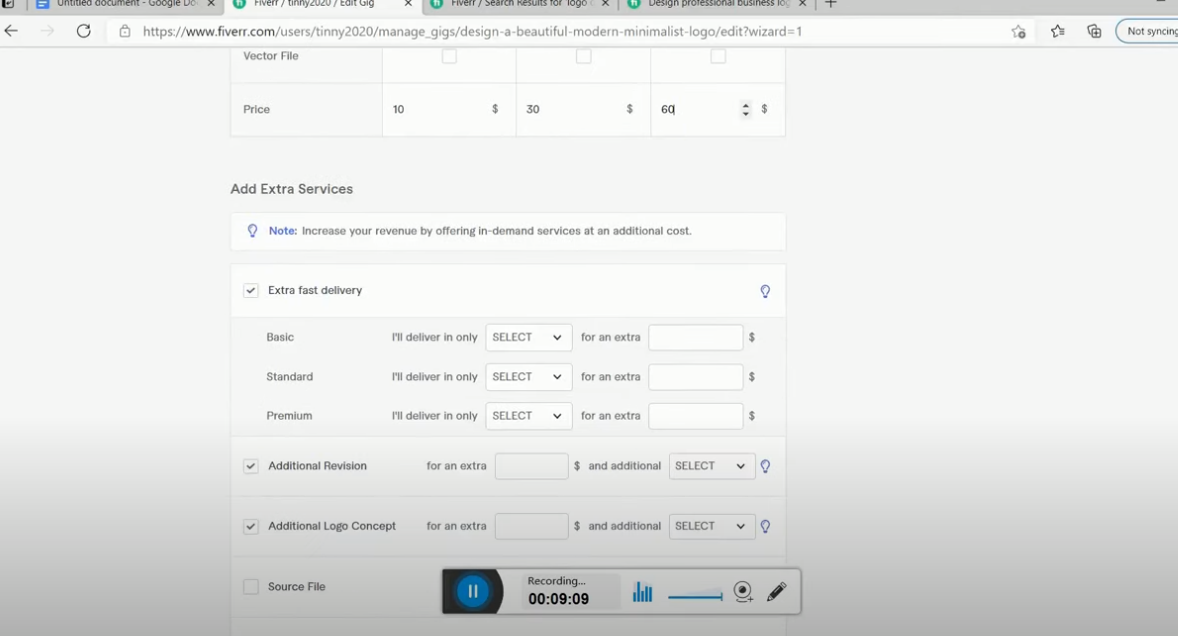 Untitled document - Google Do
Fiverr / tinny2020 / Edit Gig
Fiverr / Search Results for 'logo
Design professional business lo
https://www.fiverr.com/users/tinny2020/manage_gigs/design-a-beautiful-modern-minimalist-logo/edit?wizard=1
Not syncing
Vector File
Price 10 $ 30 $ 60 $
Add Extra Services
Note: Increase your revenue by offering in-demand services at an additional cost.
Extra fast delivery
Basic I'll deliver in only SELECT for an extra $
Standard I'll deliver in only SELECT for an extra $
Premium I'll deliver in only SELECT for an extra $
Additional Revision for an extra $ and additional SELECT
Additional Logo Concept for an extra $ and additional SELECT
Source File
Recording...
00:09:09